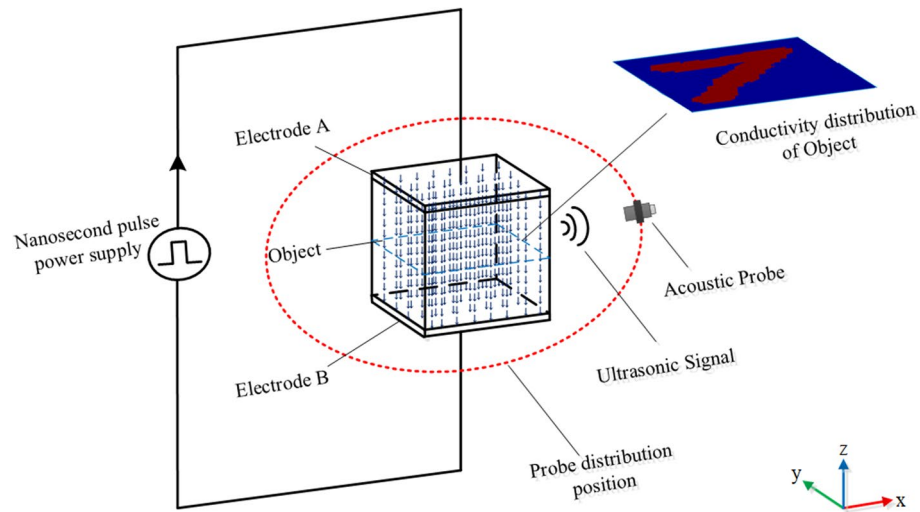 Electrode A
Conductivity distribution
of Object
Nanosecond pulse
power supply
Object
Acoustic Probe
Ultrasonic Signal
Electrode B
Probe distribution
position
z
y
x